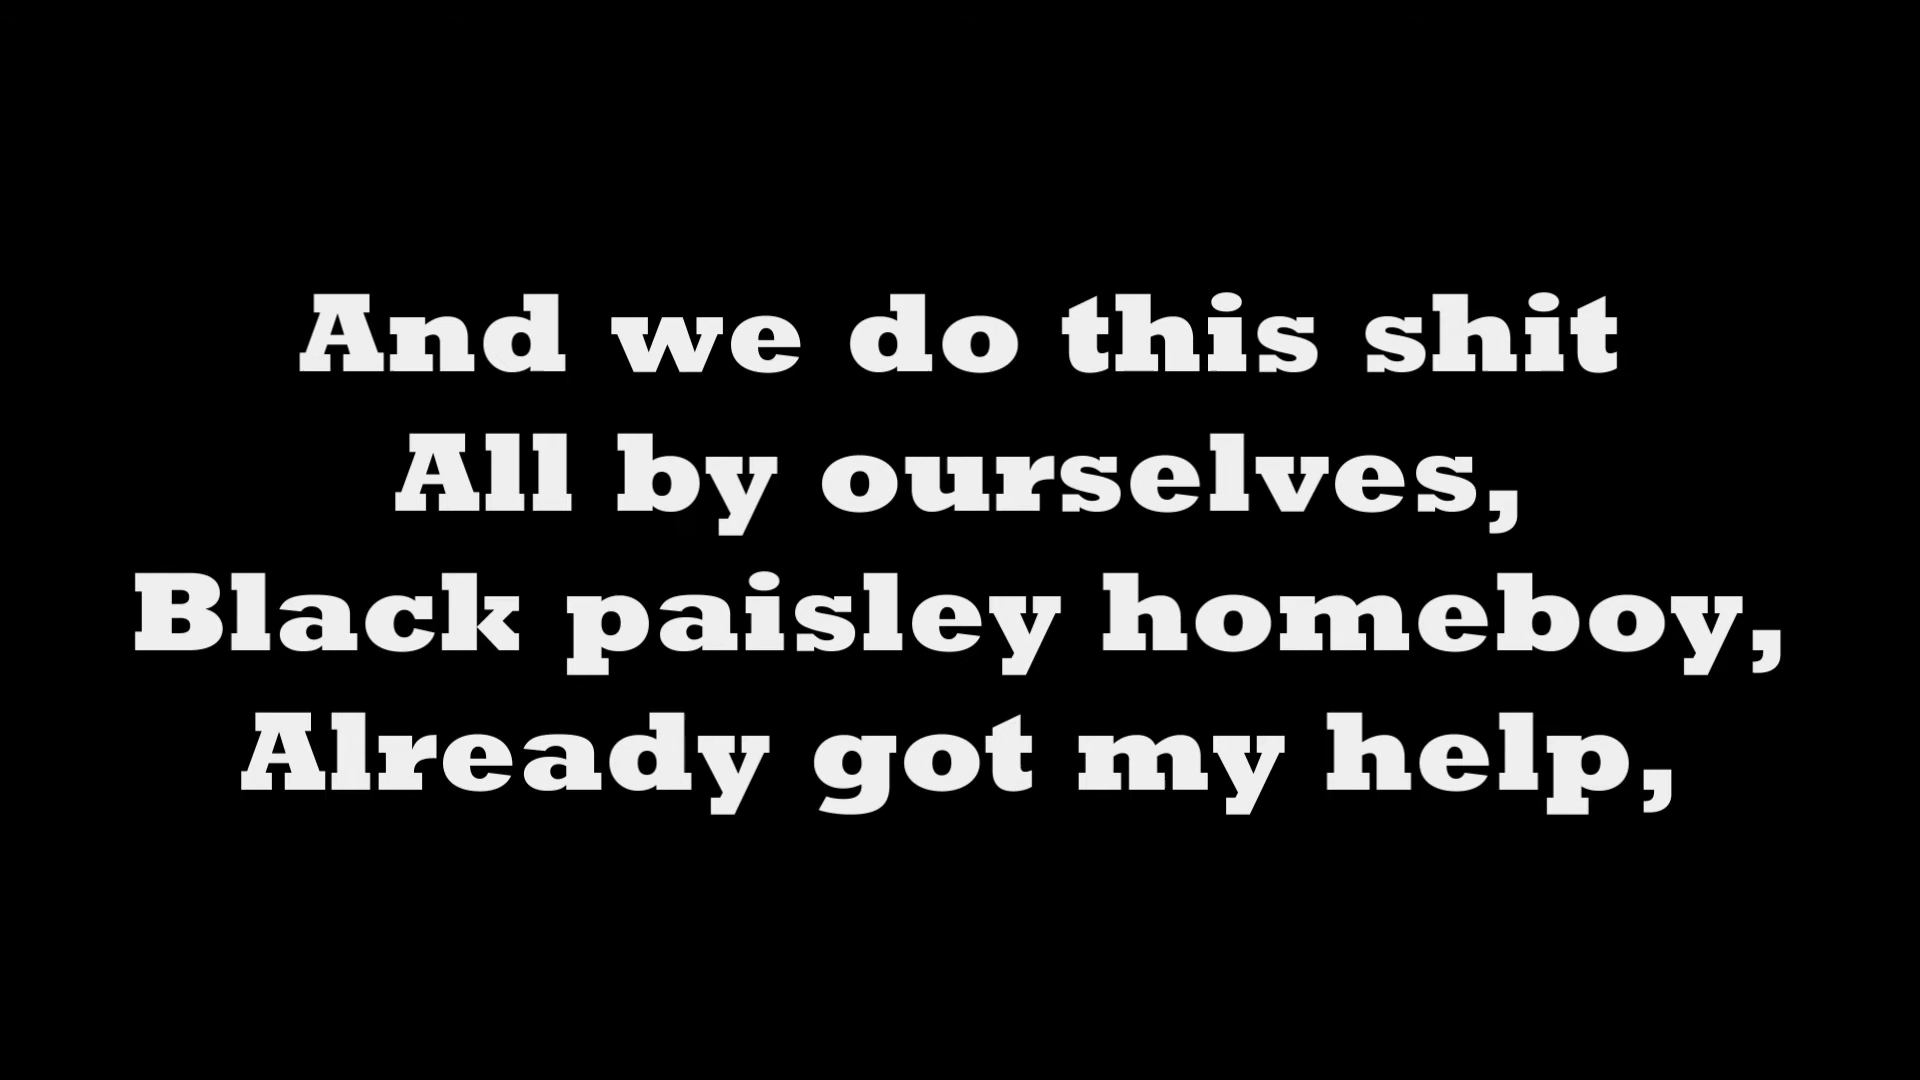 And we do this shit
All by ourselves,
Black paisley homeboy,
Already got my help,